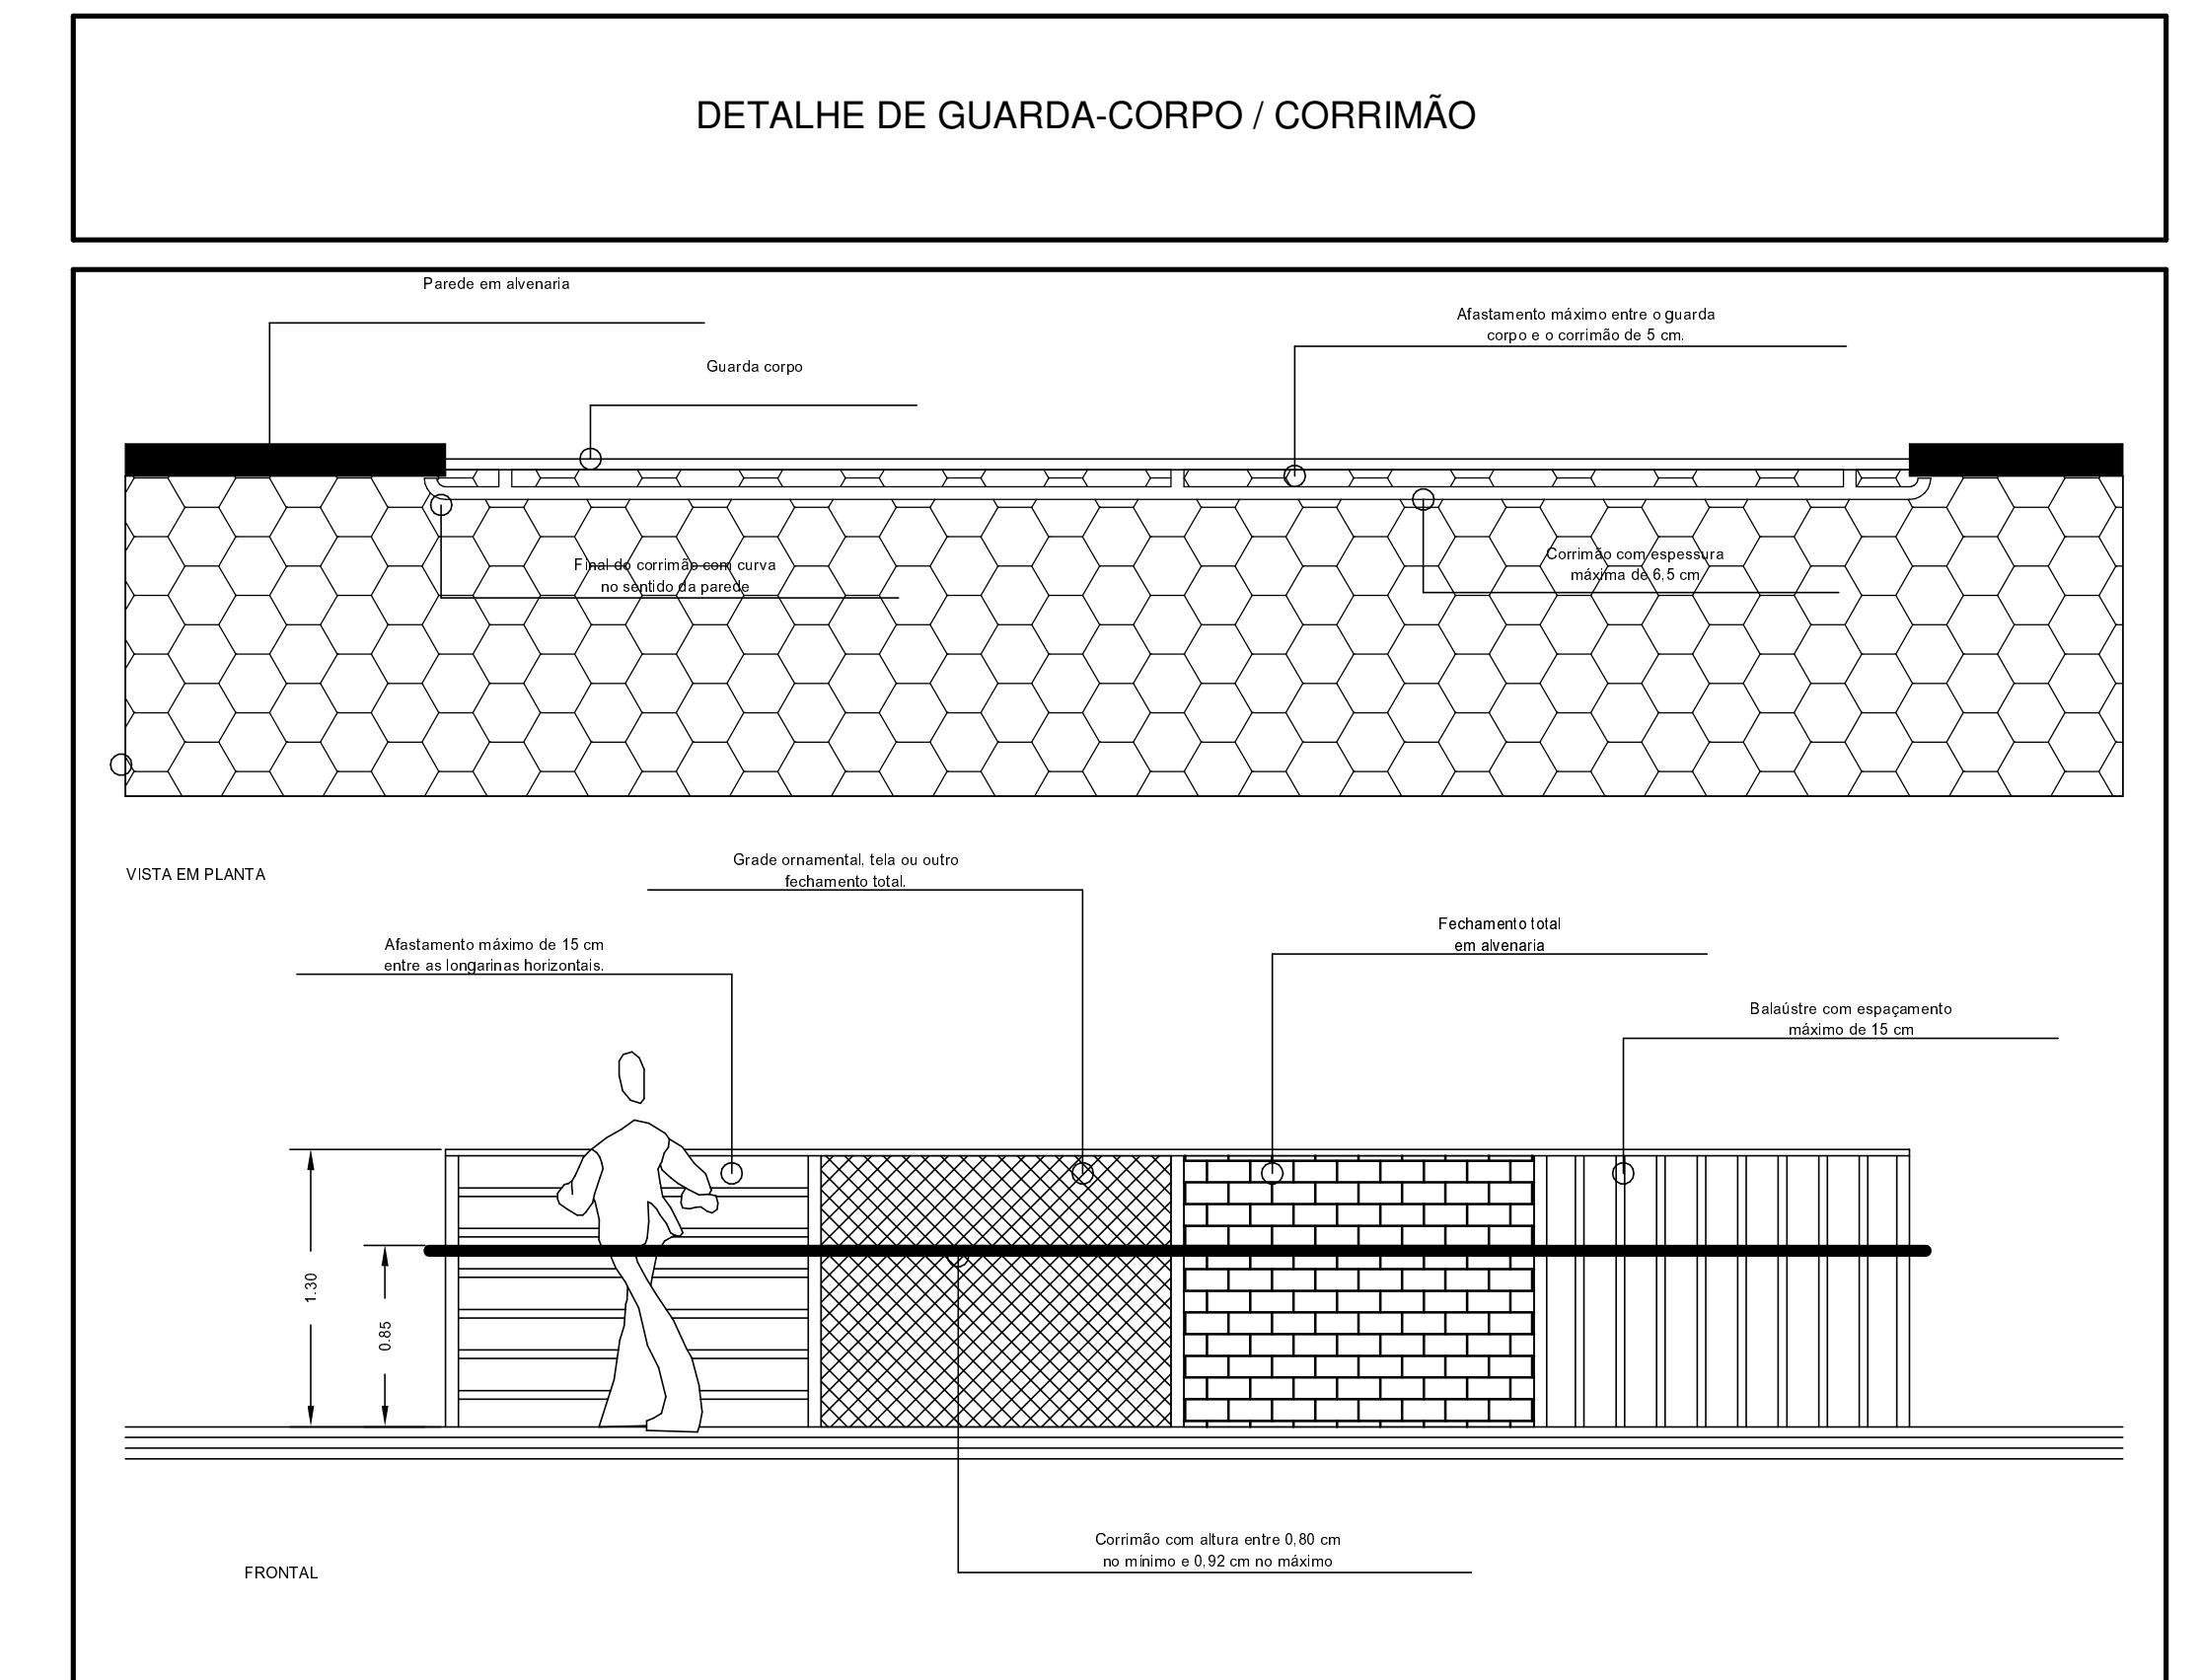 DETALHE DE GUARDA-CORPO / CORRIMÃO
Parede em alvenaria
Afastamento máximo entre o guarda
corpo e o corrimão de 5 cm.
Guarda corpo
Final do corrimão com curva
no sentido da parede
Corrimão com espessura
máxima de 6,5 cm
VISTA EM PLANTA
Grade ornamental, tela ou outro
fechamento total.
Fechamento total
em alvenaria
Afastamento máximo de 15 cm
entre as longarinas horizontais.
Balaústre com espaçamento
máximo de 15 cm
1.30
0.85
Corrimão com altura entre 0,80 cm
no mínimo e 0,92 cm no máximo
FRONTAL